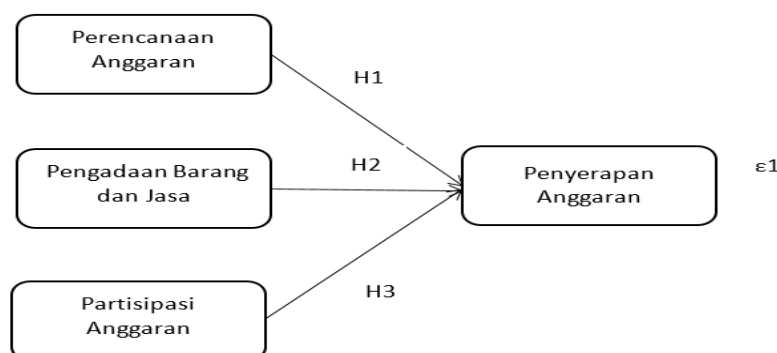 Perencanaan
Anggaran
H1
Pengadaan Barang
dan Jasa
H2
Penyerapan
Anggaran
ε1
Partisipasi
Anggaran
H3